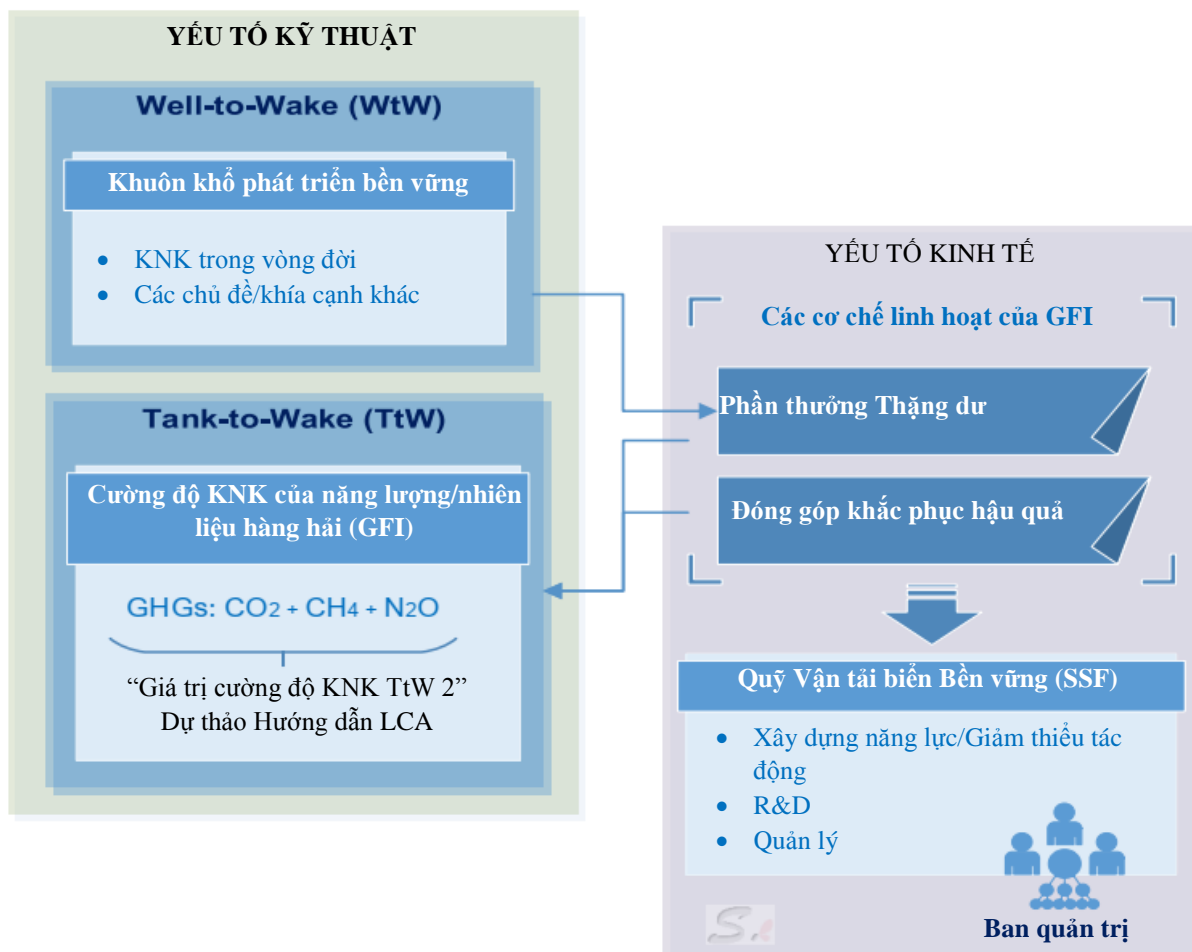 YẾU TỐ KỸ THUẬT
Well-to-Wake (WtW)
Khuôn khổ phát triển bền vững
• KNK trong vòng đời
• Các chủ đề/khía cạnh khác
Tank-to-Wake (TtW)
Cường độ KNK của năng lượng/nhiên
liệu hàng hải (GFI)
GHGs: CO2 + CH4 + N2O
“Giá trị cường độ KNK TtW 2”
Dự thảo Hướng dẫn LCA
YẾU TỐ KINH TẾ
Các cơ chế linh hoạt của GFI
Phần thưởng Thặng dư
Đóng góp khắc phục hậu quả
Quỹ Vận tải biển Bền vững (SSF)
• Xây dựng năng lực/Giảm thiểu tác
động
• R&D
• Quản lý
Ban quản trị